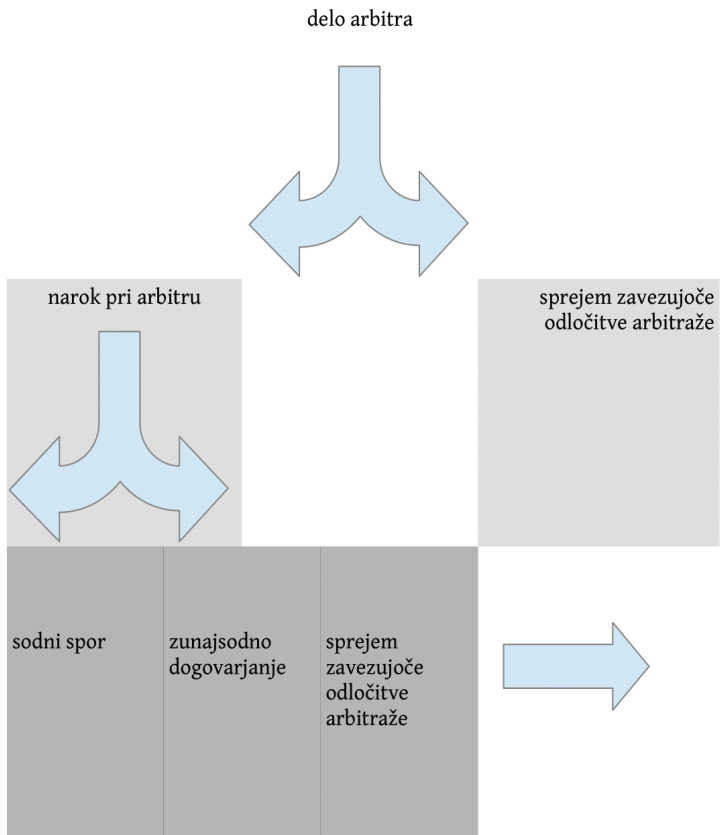 delo arbitra
narok pri arbitru
sprejem zavezujoče
odločitve arbitraže
sodni spor
zunajsodno
dogovarjanje
sprejem
zavezujoče
odločitve
arbitraže